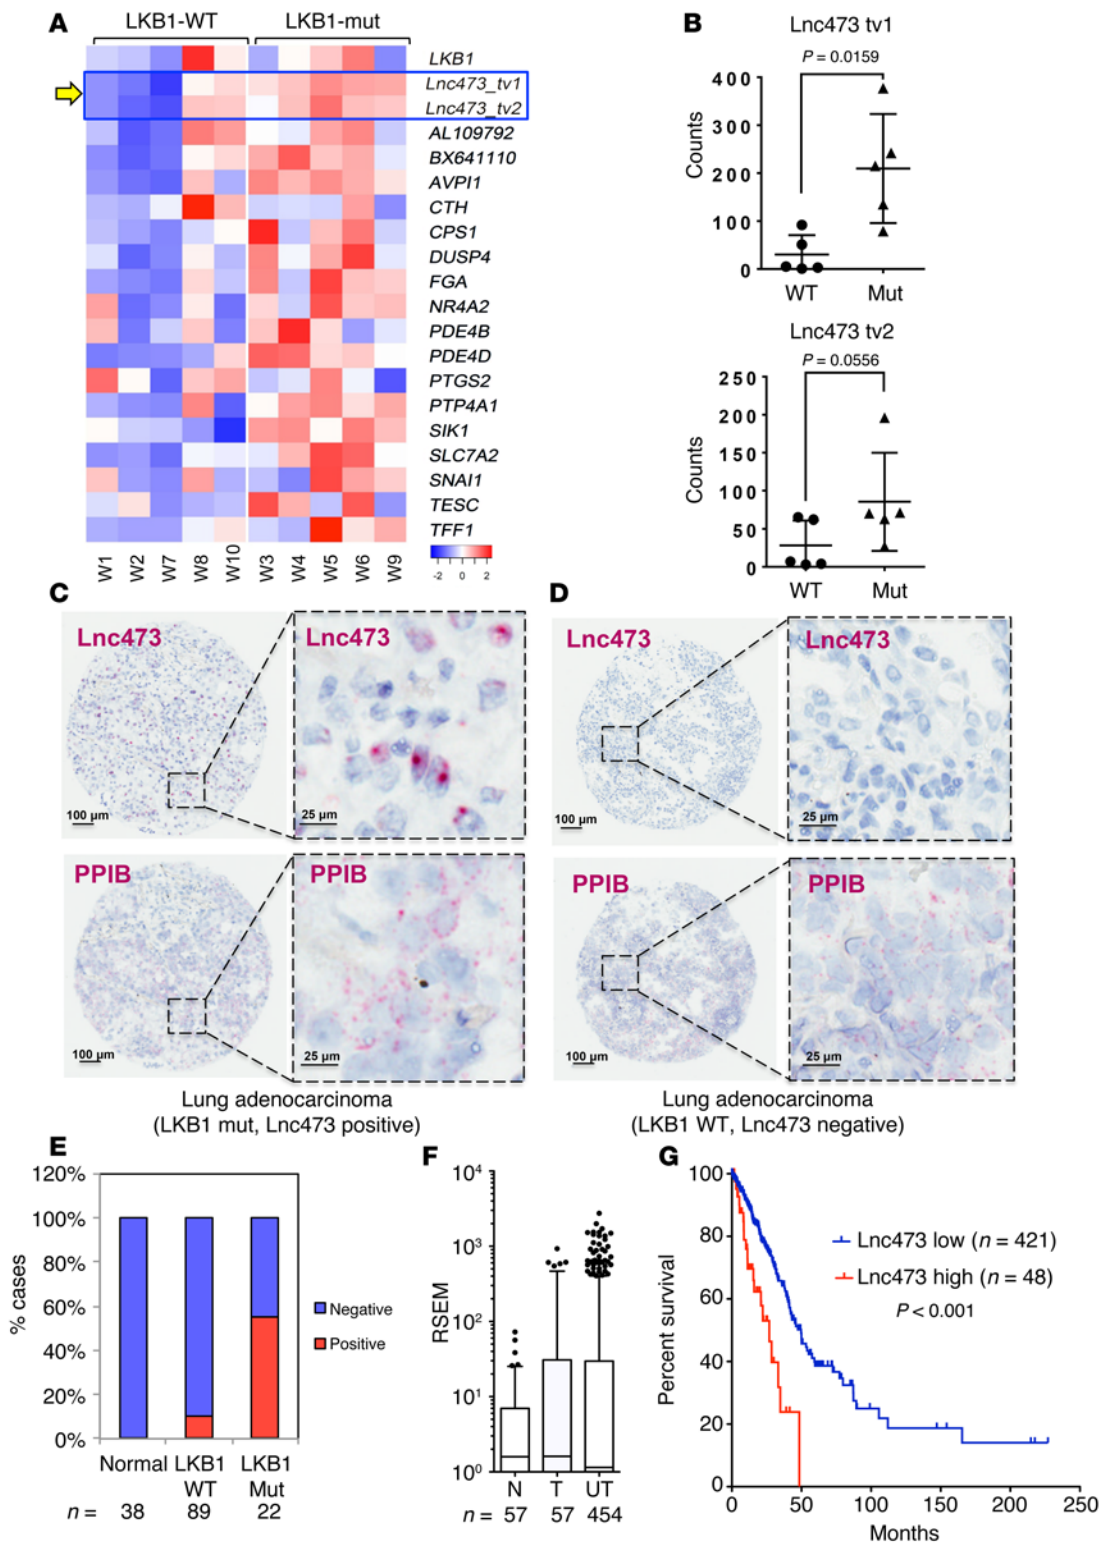 A
LKB1-WT
LKB1-mut
LKB1
Lnc473_tv1
Lnc473_tv2
AL109792
BX641110
AVPI1
CTH
CPS1
DUSP4
FGA
NR4A2
PDE4B
PDE4D
PTGS2
PTP4A1
SIK1
SLC7A2
SNAI1
TESC
TFF1
W1 W2 W7 W8 W10 W3 W4 W5 W6 W9
-2 0 2
B
Lnc473 tv1
P = 0.0159
Counts
400
300
200
100
0
WT Mut
Lnc473 tv2
P = 0.0556
Counts
250
200
150
100
50
0
WT Mut
C
Lnc473
100 µm
Lnc473
25 µm
PPIB
100 µm
PPIB
25 µm
Lung adenocarcinoma
(LKB1 mut, Lnc473 positive)
D
Lnc473
100 µm
Lnc473
25 µm
PPIB
100 µm
PPIB
25 µm
Lung adenocarcinoma
(LKB1 WT, Lnc473 negative)
E
% cases
120%
100%
80%
60%
40%
20%
0%
Negative
Positive
Normal LKB1 LKB1
WT Mut
n = 38 89 22
F
RSEM
10⁴
10³
10²
10¹
10⁰
N T UT
n = 57 57 454
G
Percent survival
100
80
60
40
20
0
Lnc473 low (n = 421)
Lnc473 high (n = 48)
P < 0.001
0 50 100 150 200 250
Months